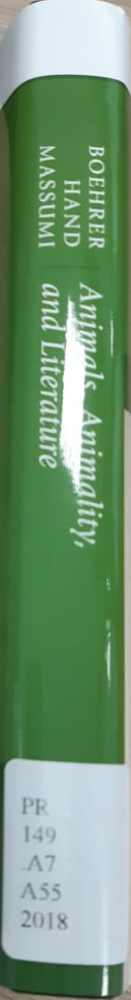 BOEHRER
HAND
MASSUMI
Animals, Animality,
and Literature
PR
149
.A7
A55
2018